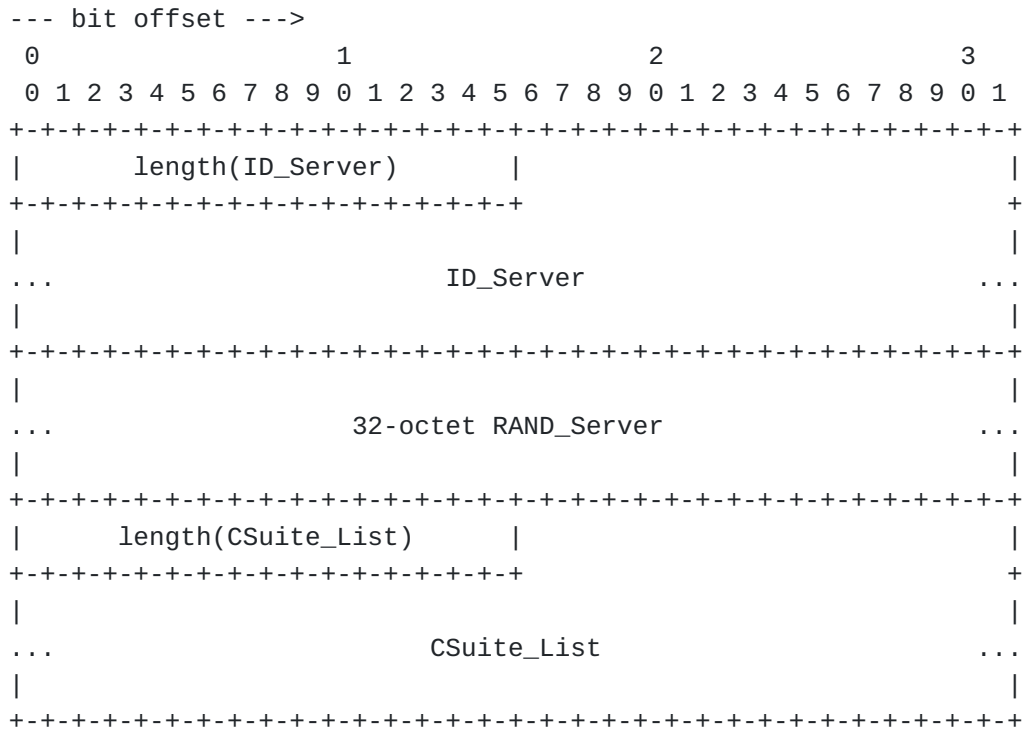 --- bit offset --->
 0                   1                   2                   3
 0 1 2 3 4 5 6 7 8 9 0 1 2 3 4 5 6 7 8 9 0 1 2 3 4 5 6 7 8 9 0 1
+-+-+-+-+-+-+-+-+-+-+-+-+-+-+-+-+-+-+-+-+-+-+-+-+-+-+-+-+-+-+-+-+
|       length(ID_Server)       |                               |
+-+-+-+-+-+-+-+-+-+-+-+-+-+-+-+-+                               +
|                                                               |
...                         ID_Server                         ...
|                                                               |
+-+-+-+-+-+-+-+-+-+-+-+-+-+-+-+-+-+-+-+-+-+-+-+-+-+-+-+-+-+-+-+-+
|                                                               |
...                   32-octet RAND_Server                    ...
|                                                               |
+-+-+-+-+-+-+-+-+-+-+-+-+-+-+-+-+-+-+-+-+-+-+-+-+-+-+-+-+-+-+-+-+
|      length(CSuite_List)      |                               |
+-+-+-+-+-+-+-+-+-+-+-+-+-+-+-+-+                               +
|                                                               |
...                        CSuite_List                        ...
|                                                               |
+-+-+-+-+-+-+-+-+-+-+-+-+-+-+-+-+-+-+-+-+-+-+-+-+-+-+-+-+-+-+-+-+